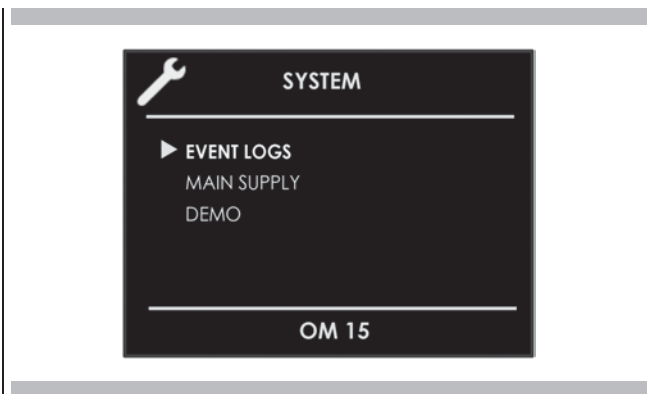 SYSTEM
EVENT LOGS
MAIN SUPPLY
DEMO
OM 15